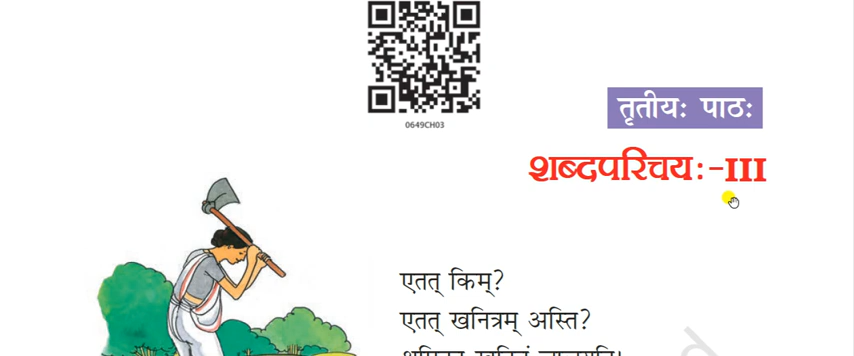 0649CH03
तृतीयः पाठः
शब्दपरिचयः-III
एतत् किम्?
एतत् खनित्रम् अस्ति?